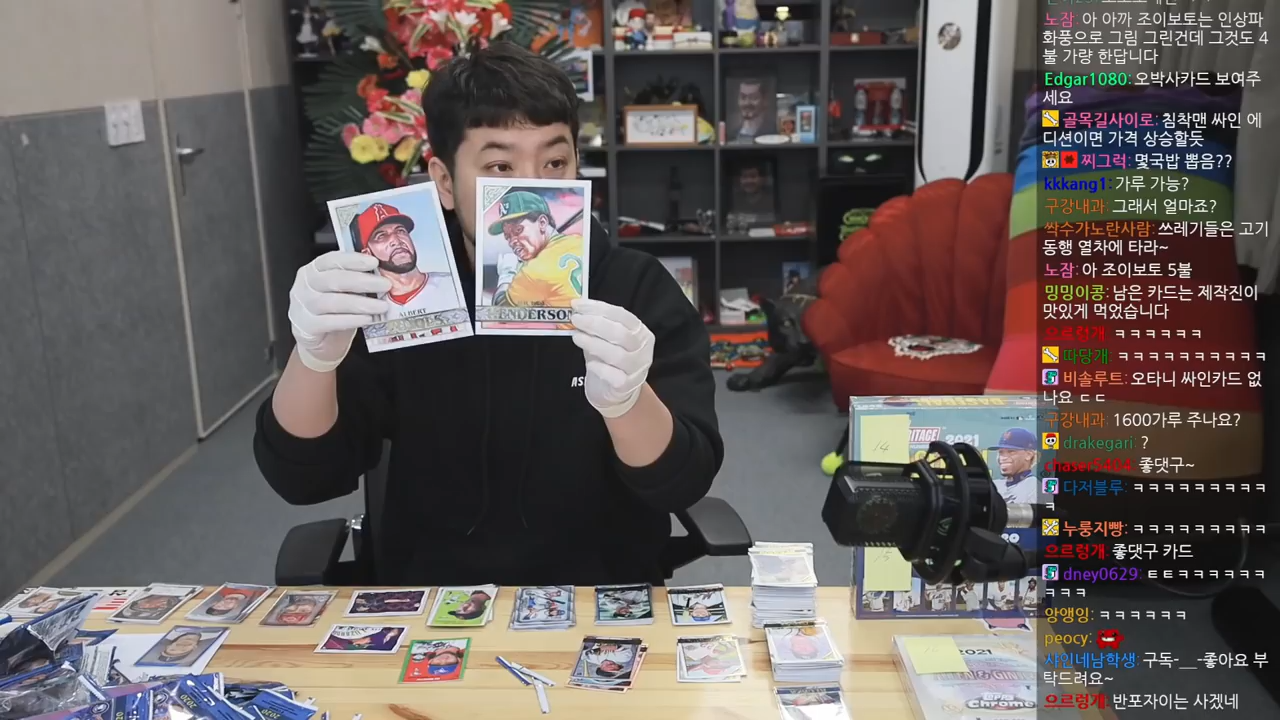 노잠: 아 아까 조이보토는 인상파
화풍으로 그림 그린건데 그것도 4
불 가량 한답니다
Edgar1080: 오박사카드 보여주
세요
골목길사이로: 침착맨 싸인 에
디션이면 가격 상승할듯
찌그럭: 몇국밥 뽑음??
kkkang1: 가루 가능?
구강내과: 그래서 얼마죠?
싹수가노란사람: 쓰레기들은 고기
동행 열차에 타라~
노잠: 아 조이보토 5불
밍밍이콩: 남은 카드는 제작진이
맛있게 먹었습니다
으르렁개: ㅋㅋㅋㅋㅋㅋ
따당개: ㅋㅋㅋㅋㅋㅋㅋㅋㅋㅋ
비솔루트: 오타니 싸인카드 없
나요 ㄷㄷ
구강내과: 1600가루 주나요?
drakegari: ?
chaser5404: 좋댓구~
다저블루: ㅋㅋㅋㅋㅋㅋㅋㅋㅋ
ㅋ
누룽지빵: ㅋㅋㅋㅋㅋㅋㅋㅋㅋ
으르렁개: 좋댓구 카드
dney0629: ㅌㅌㅋㅋㅋㅋㅋㅋ
ㅋㅋㅋ
앙앵잉: ㅋㅋㅋㅋㅋㅋ
peocy:
샤인네남학생: 구독-__-좋아요 부
탁드려요~
으르렁개: 반포자이는 사겠네
ALBERT
HENDERSON
A's
14
2021
15
2021
Chrome